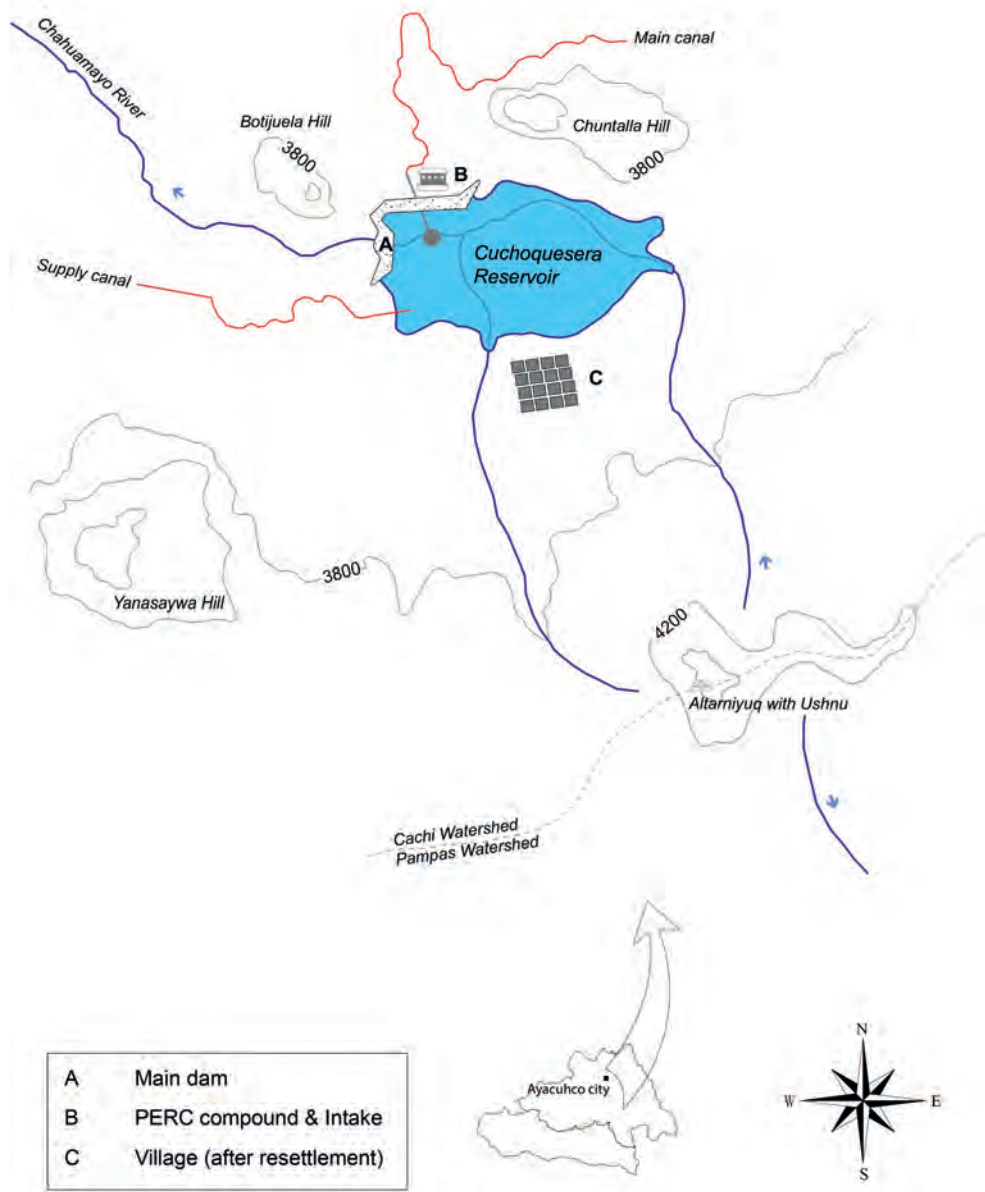 Chahuamayo River
Main canal
Botijuela Hill
3800
Chuntalla Hill
3800
B
A
Cuchoquesera
Reservoir
Supply canal
C
3800
Yanasaywa Hill
4200
Altarniyuq with Ushnu
Cachi Watershed
Pampas Watershed
Ayacuhco city
A Main dam
B PERC compound & Intake
C Village (after resettlement)
N
W
E
S